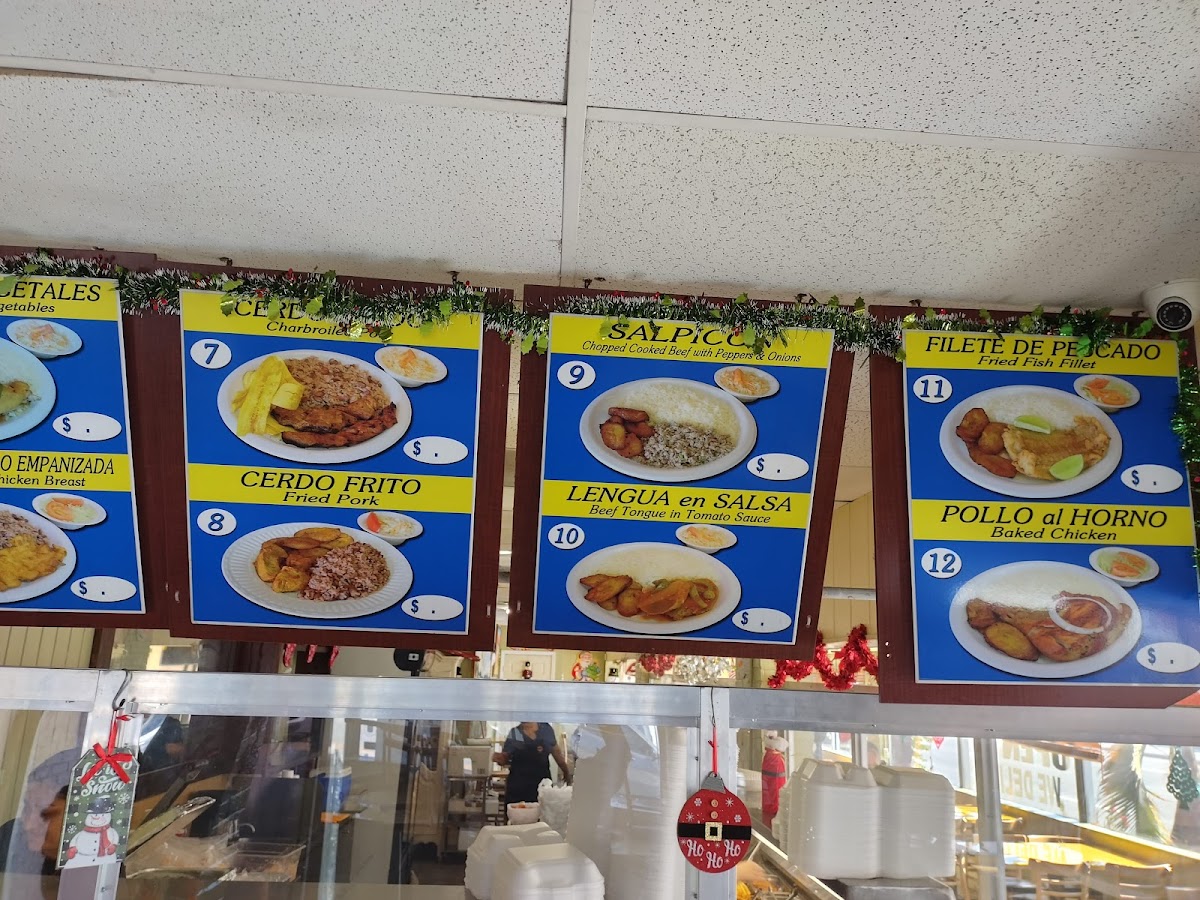 CETALES
getables
$ .
O EMPANIZADA
hicken Breast
$ .
Charbroiled
7
$ .
CERDO FRITO
Fried Pork
8
$ .
Chopped Cooked Beef with Peppers & Onions
9
$ .
LENGUA en SALSA
Beef Tongue in Tomato Sauce
10
$ .
FILETE DE PESCADO
Fried Fish Fillet
11
$ .
POLLO al HORNO
Baked Chicken
12
$ .
Snow
Ho
Ho
Ho